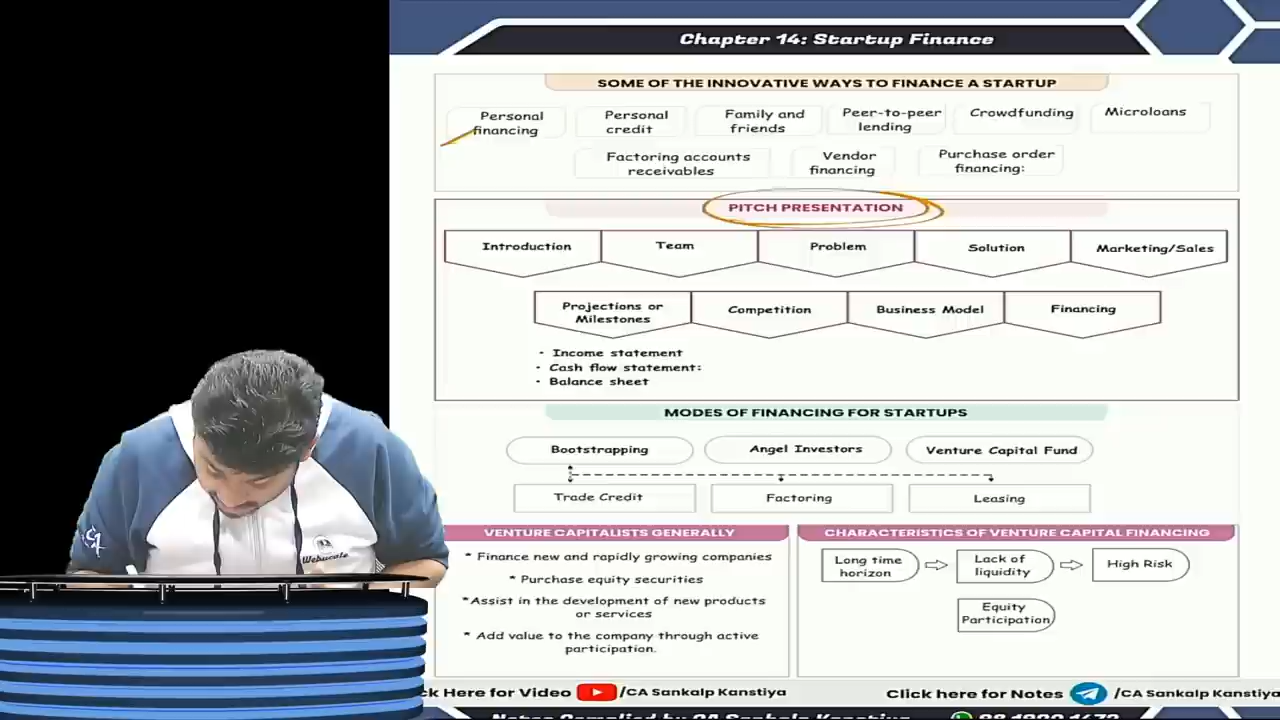 Chapter 14: Startup Finance
SOME OF THE INNOVATIVE WAYS TO FINANCE A STARTUP
Personal financing
Personal credit
Family and friends
Peer-to-peer lending
Crowdfunding
Microloans
Factoring accounts receivables
Vendor financing
Purchase order financing:
PITCH PRESENTATION
Introduction
Team
Problem
Solution
Marketing/Sales
Projections or Milestones
Competition
Business Model
Financing
· Income statement
· Cash flow statement:
· Balance sheet
MODES OF FINANCING FOR STARTUPS
Bootstrapping
Angel Investors
Venture Capital Fund
Trade Credit
Factoring
Leasing
VENTURE CAPITALISTS GENERALLY
* Finance new and rapidly growing companies
* Purchase equity securities
*Assist in the development of new products
or services
* Add value to the company through active
participation.
CHARACTERISTICS OF VENTURE CAPITAL FINANCING
Long time horizon
Lack of liquidity
High Risk
Equity Participation
Webucate
ck Here for Video /CA Sankalp Kanstiya
Click here for Notes /CA Sankalp Kanstiya